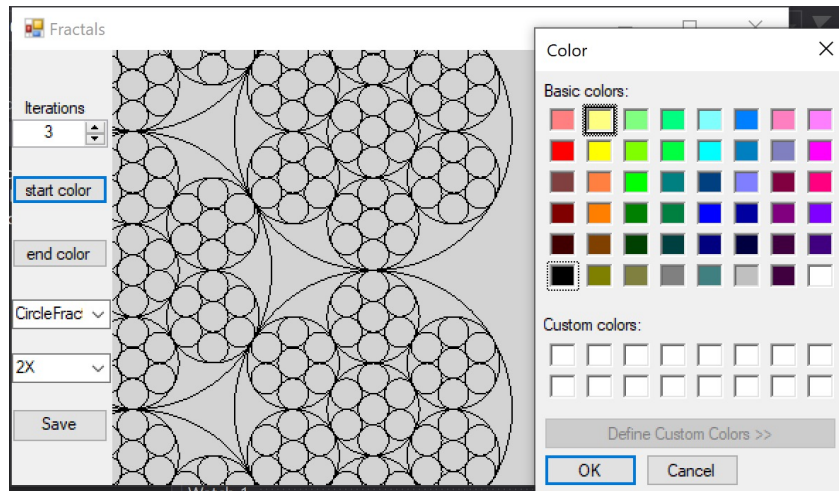 Fractals
Color
Iterations
3
start color
end color
CircleFract
2X
Save
Basic colors:
Custom colors:
Define Custom Colors >>
OK
Cancel